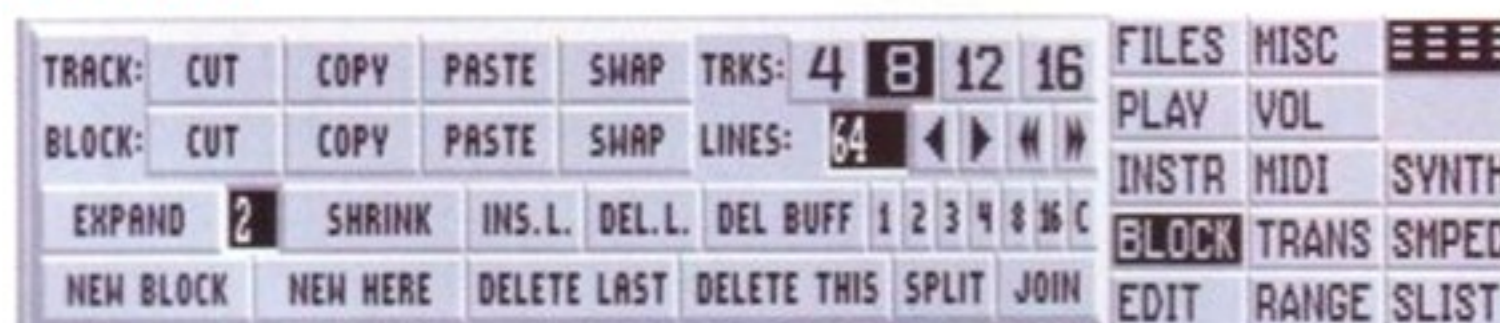 TRACK: CUT COPY PASTE SWAP TRKS: 4 8 12 16
BLOCK: CUT COPY PASTE SWAP LINES: 64
EXPAND 2 SHRINK INS.L. DEL.L. DEL BUFF 1 2 3 4 8 16 C
NEW BLOCK NEW HERE DELETE LAST DELETE THIS SPLIT JOIN
FILES MISC
PLAY VOL
INSTR MIDI SYNTH
BLOCK TRANS SMPED
EDIT RANGE SLIST